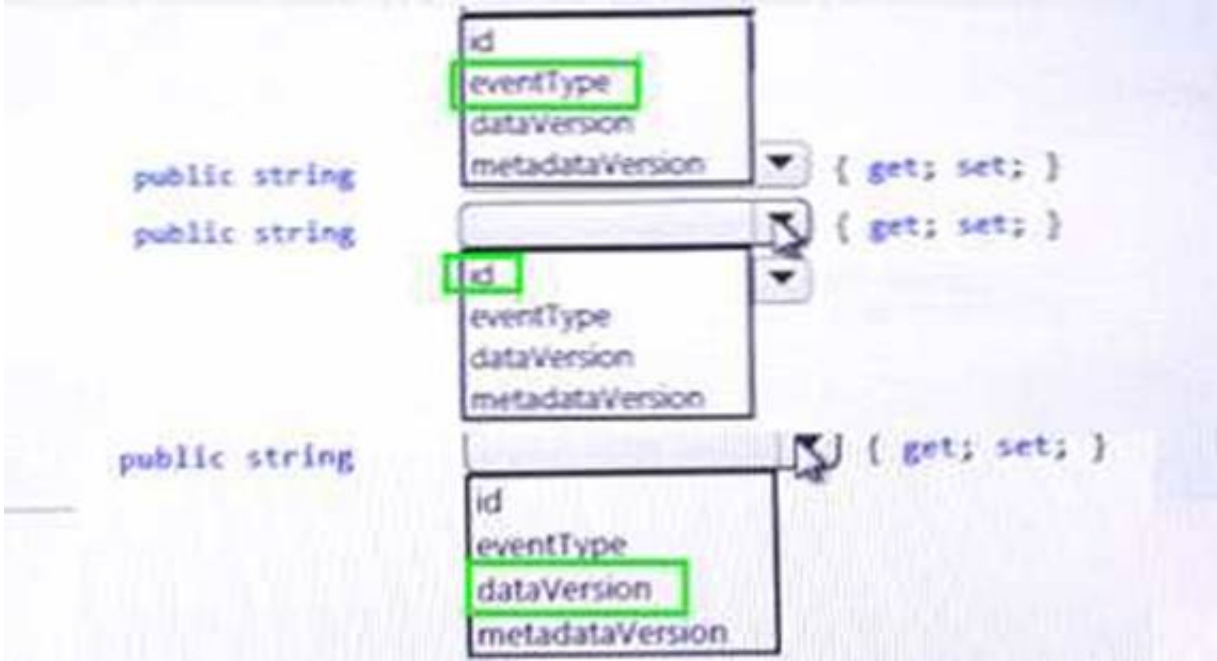 id
eventType
dataVersion
metadataVersion
public string { get; set; }
public string { get; set; }
id
eventType
dataVersion
metadataVersion
public string { get; set; }
id
eventType
dataVersion
metadataVersion